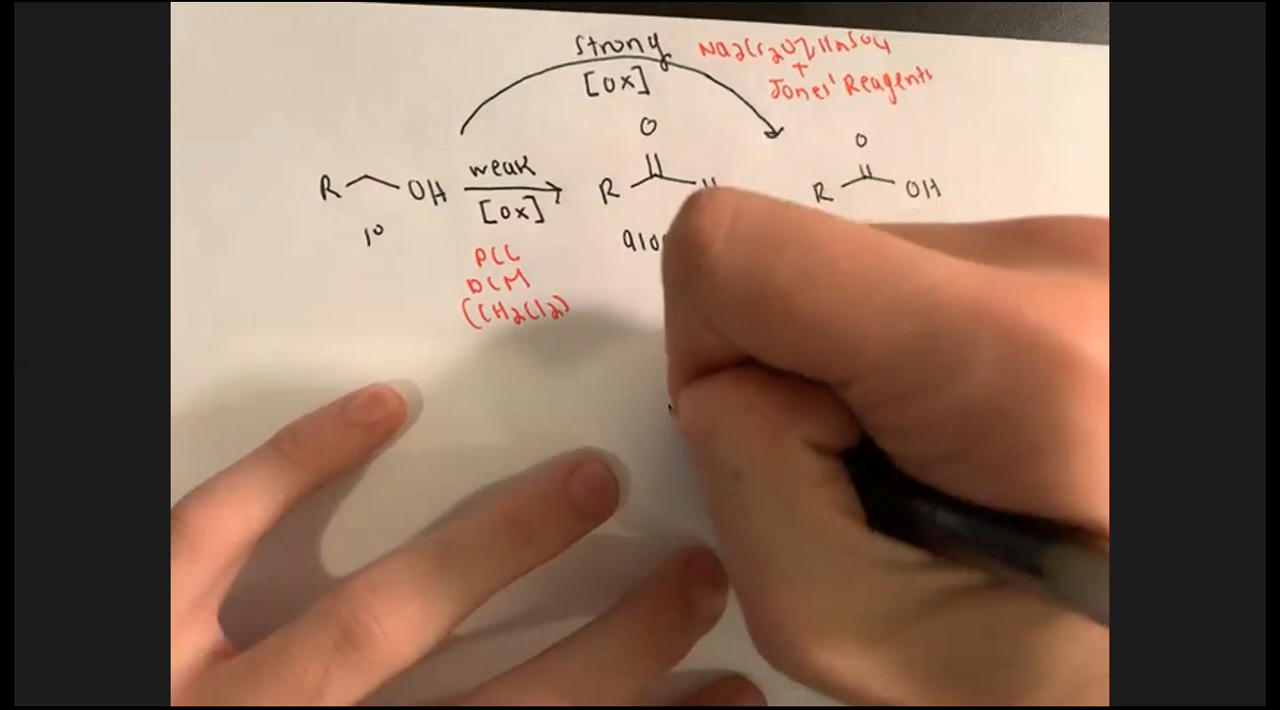 Strong
[Ox]
Na2Cr2O7/H2SO4
+
Jones' Reagents
O
O
R
OH
weak
[Ox]
R
H
R
OH
1°
PCC
DCM
(CH2Cl2)